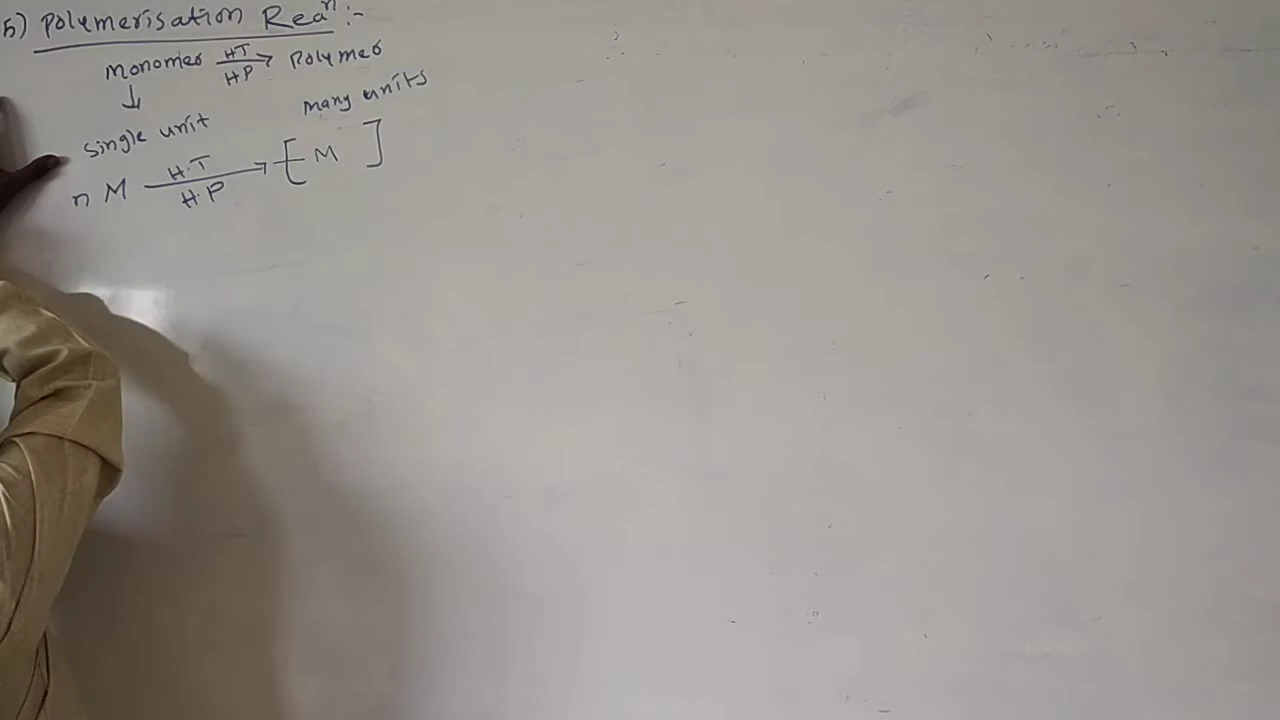 5) Polymerisation Reaⁿ :-
Monomer HT/HP → Polymer
↓
single unit many units
n M H.T/H.P → [ M ]